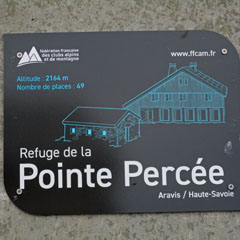 fédération française
des clubs alpins
et de montagne
www.ffcam.fr
Altitude : 2164 m
Nombre de places : 49
Refuge de la
Pointe Percée
Aravis / Haute-Savoie